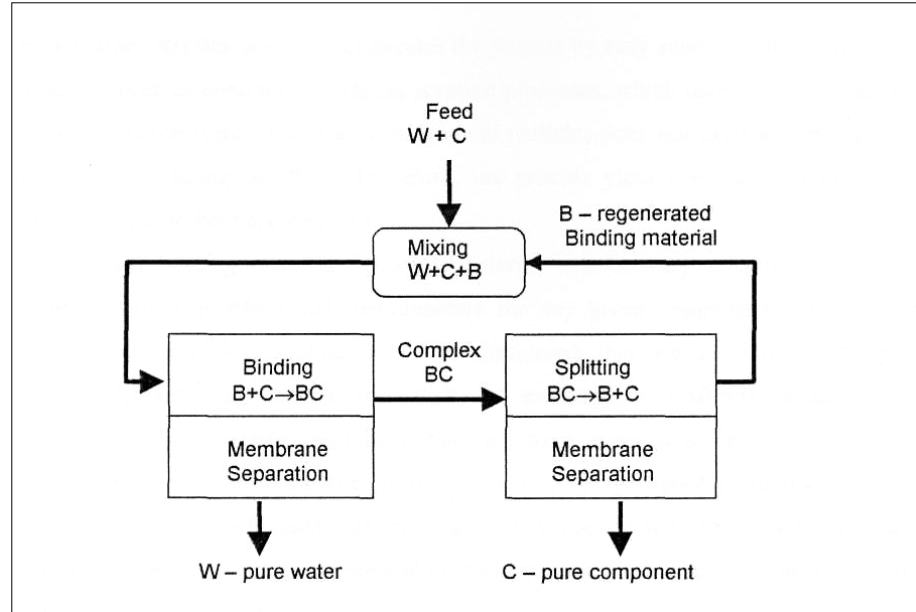 Feed
W + C
B – regenerated
Binding material
Mixing
W+C+B
Binding
B+C→BC
Complex
BC
Splitting
BC→B+C
Membrane
Separation
Membrane
Separation
W – pure water
C – pure component